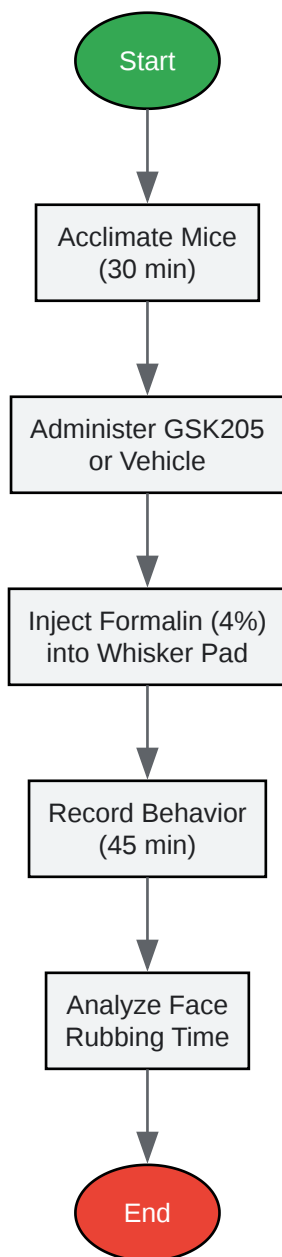 Start
Acclimate Mice
(30 min)
Administer GSK205
or Vehicle
Inject Formalin (4%)
into Whisker Pad
Record Behavior
(45 min)
Analyze Face
Rubbing Time
End